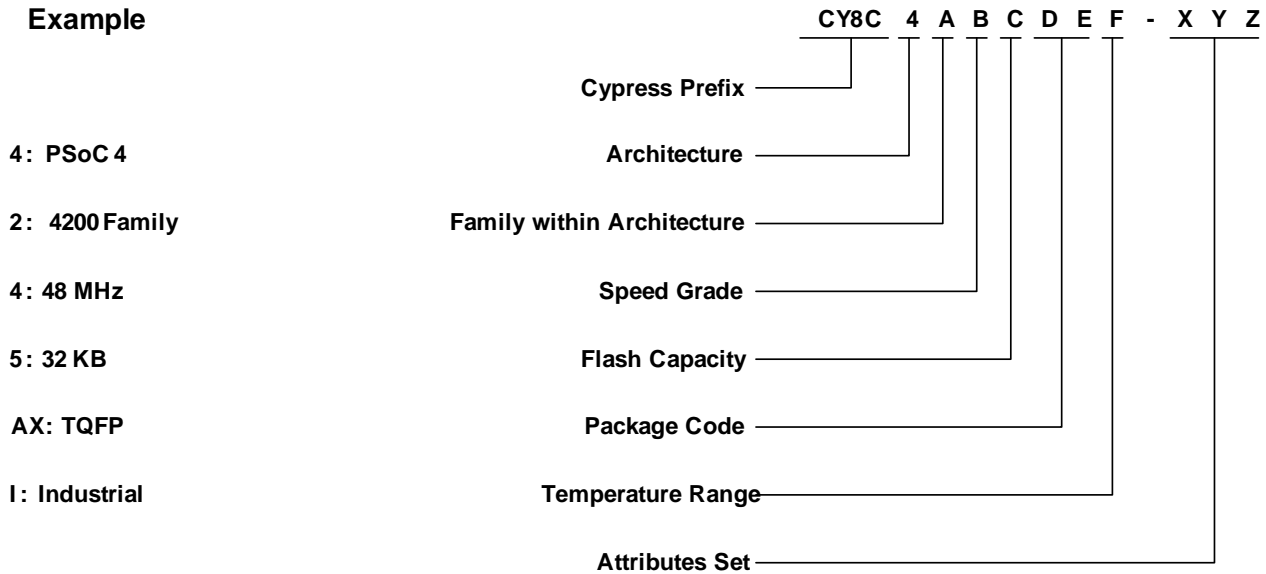 Example CY8C 4 A B C D E F - X Y Z
Cypress Prefix
4: PSoC 4 Architecture
2: 4200 Family Family within Architecture
4: 48 MHz Speed Grade
5: 32 KB Flash Capacity
AX: TQFP Package Code
I: Industrial Temperature Range
Attributes Set